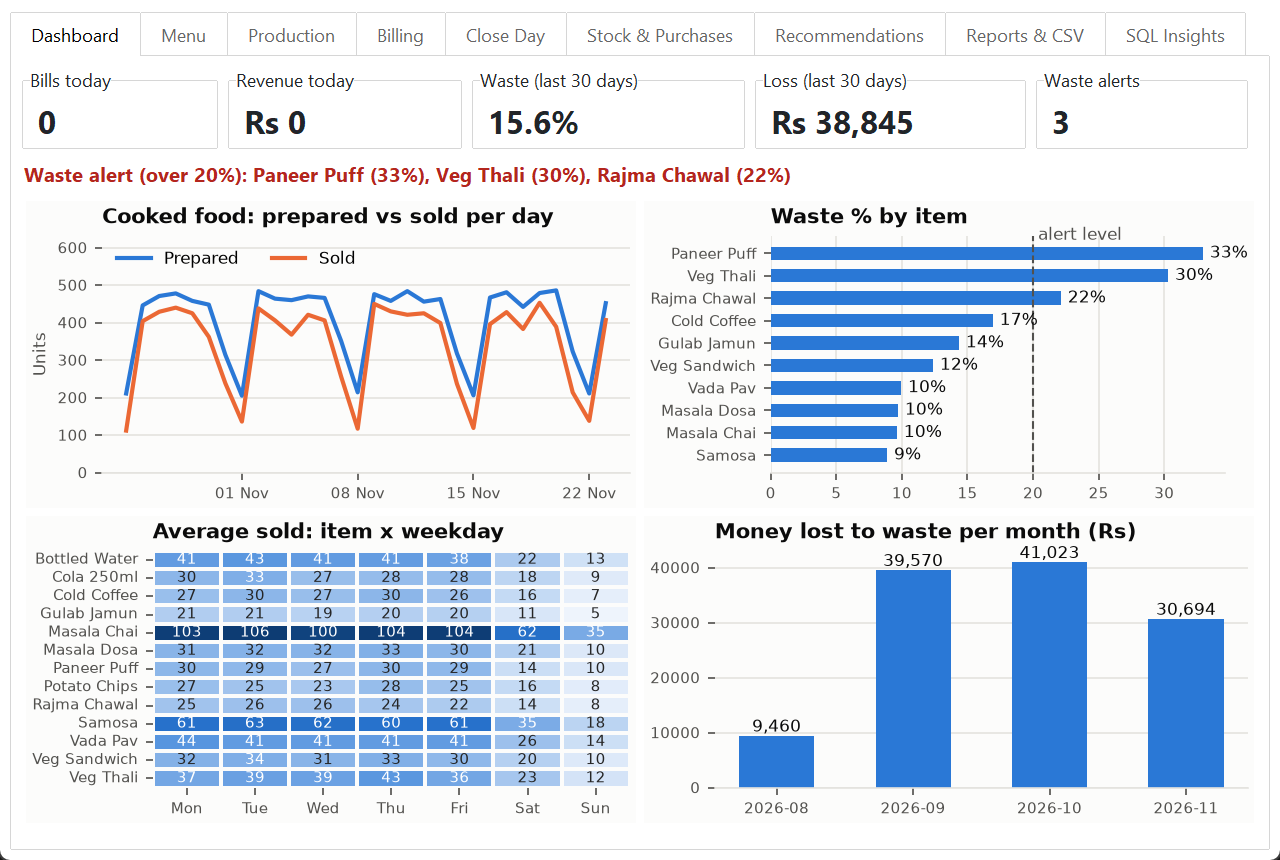 Dashboard Menu Production Billing Close Day Stock & Purchases Recommendations Reports & CSV SQL Insights
Bills today
0
Revenue today
Rs 0
Waste (last 30 days)
15.6%
Loss (last 30 days)
Rs 38,845
Waste alerts
3
Waste alert (over 20%): Paneer Puff (33%), Veg Thali (30%), Rajma Chawal (22%)
Cooked food: prepared vs sold per day
Prepared Sold
Units
600
500
400
300
200
100
0
01 Nov 08 Nov 15 Nov 22 Nov
Waste % by item
alert level
Paneer Puff 33%
Veg Thali 30%
Rajma Chawal 22%
Cold Coffee 17%
Gulab Jamun 14%
Veg Sandwich 12%
Vada Pav 10%
Masala Dosa 10%
Masala Chai 10%
Samosa 9%
0 5 10 15 20 25 30
Average sold: item x weekday
Bottled Water 41 43 41 41 38 22 13
Cola 250ml 30 33 27 28 28 18 9
Cold Coffee 27 30 27 30 26 16 7
Gulab Jamun 21 21 19 20 20 11 5
Masala Chai 103 106 100 104 104 62 35
Masala Dosa 31 32 32 33 30 21 10
Paneer Puff 30 29 27 30 29 14 10
Potato Chips 27 25 23 28 25 16 8
Rajma Chawal 25 26 26 24 22 14 8
Samosa 61 63 62 60 61 35 18
Vada Pav 44 41 41 41 41 26 14
Veg Sandwich 32 34 31 33 30 20 10
Veg Thali 37 39 39 43 36 23 12
Mon Tue Wed Thu Fri Sat Sun
Money lost to waste per month (Rs)
40000
30000
20000
10000
0
9,460 39,570 41,023 30,694
2026-08 2026-09 2026-10 2026-11